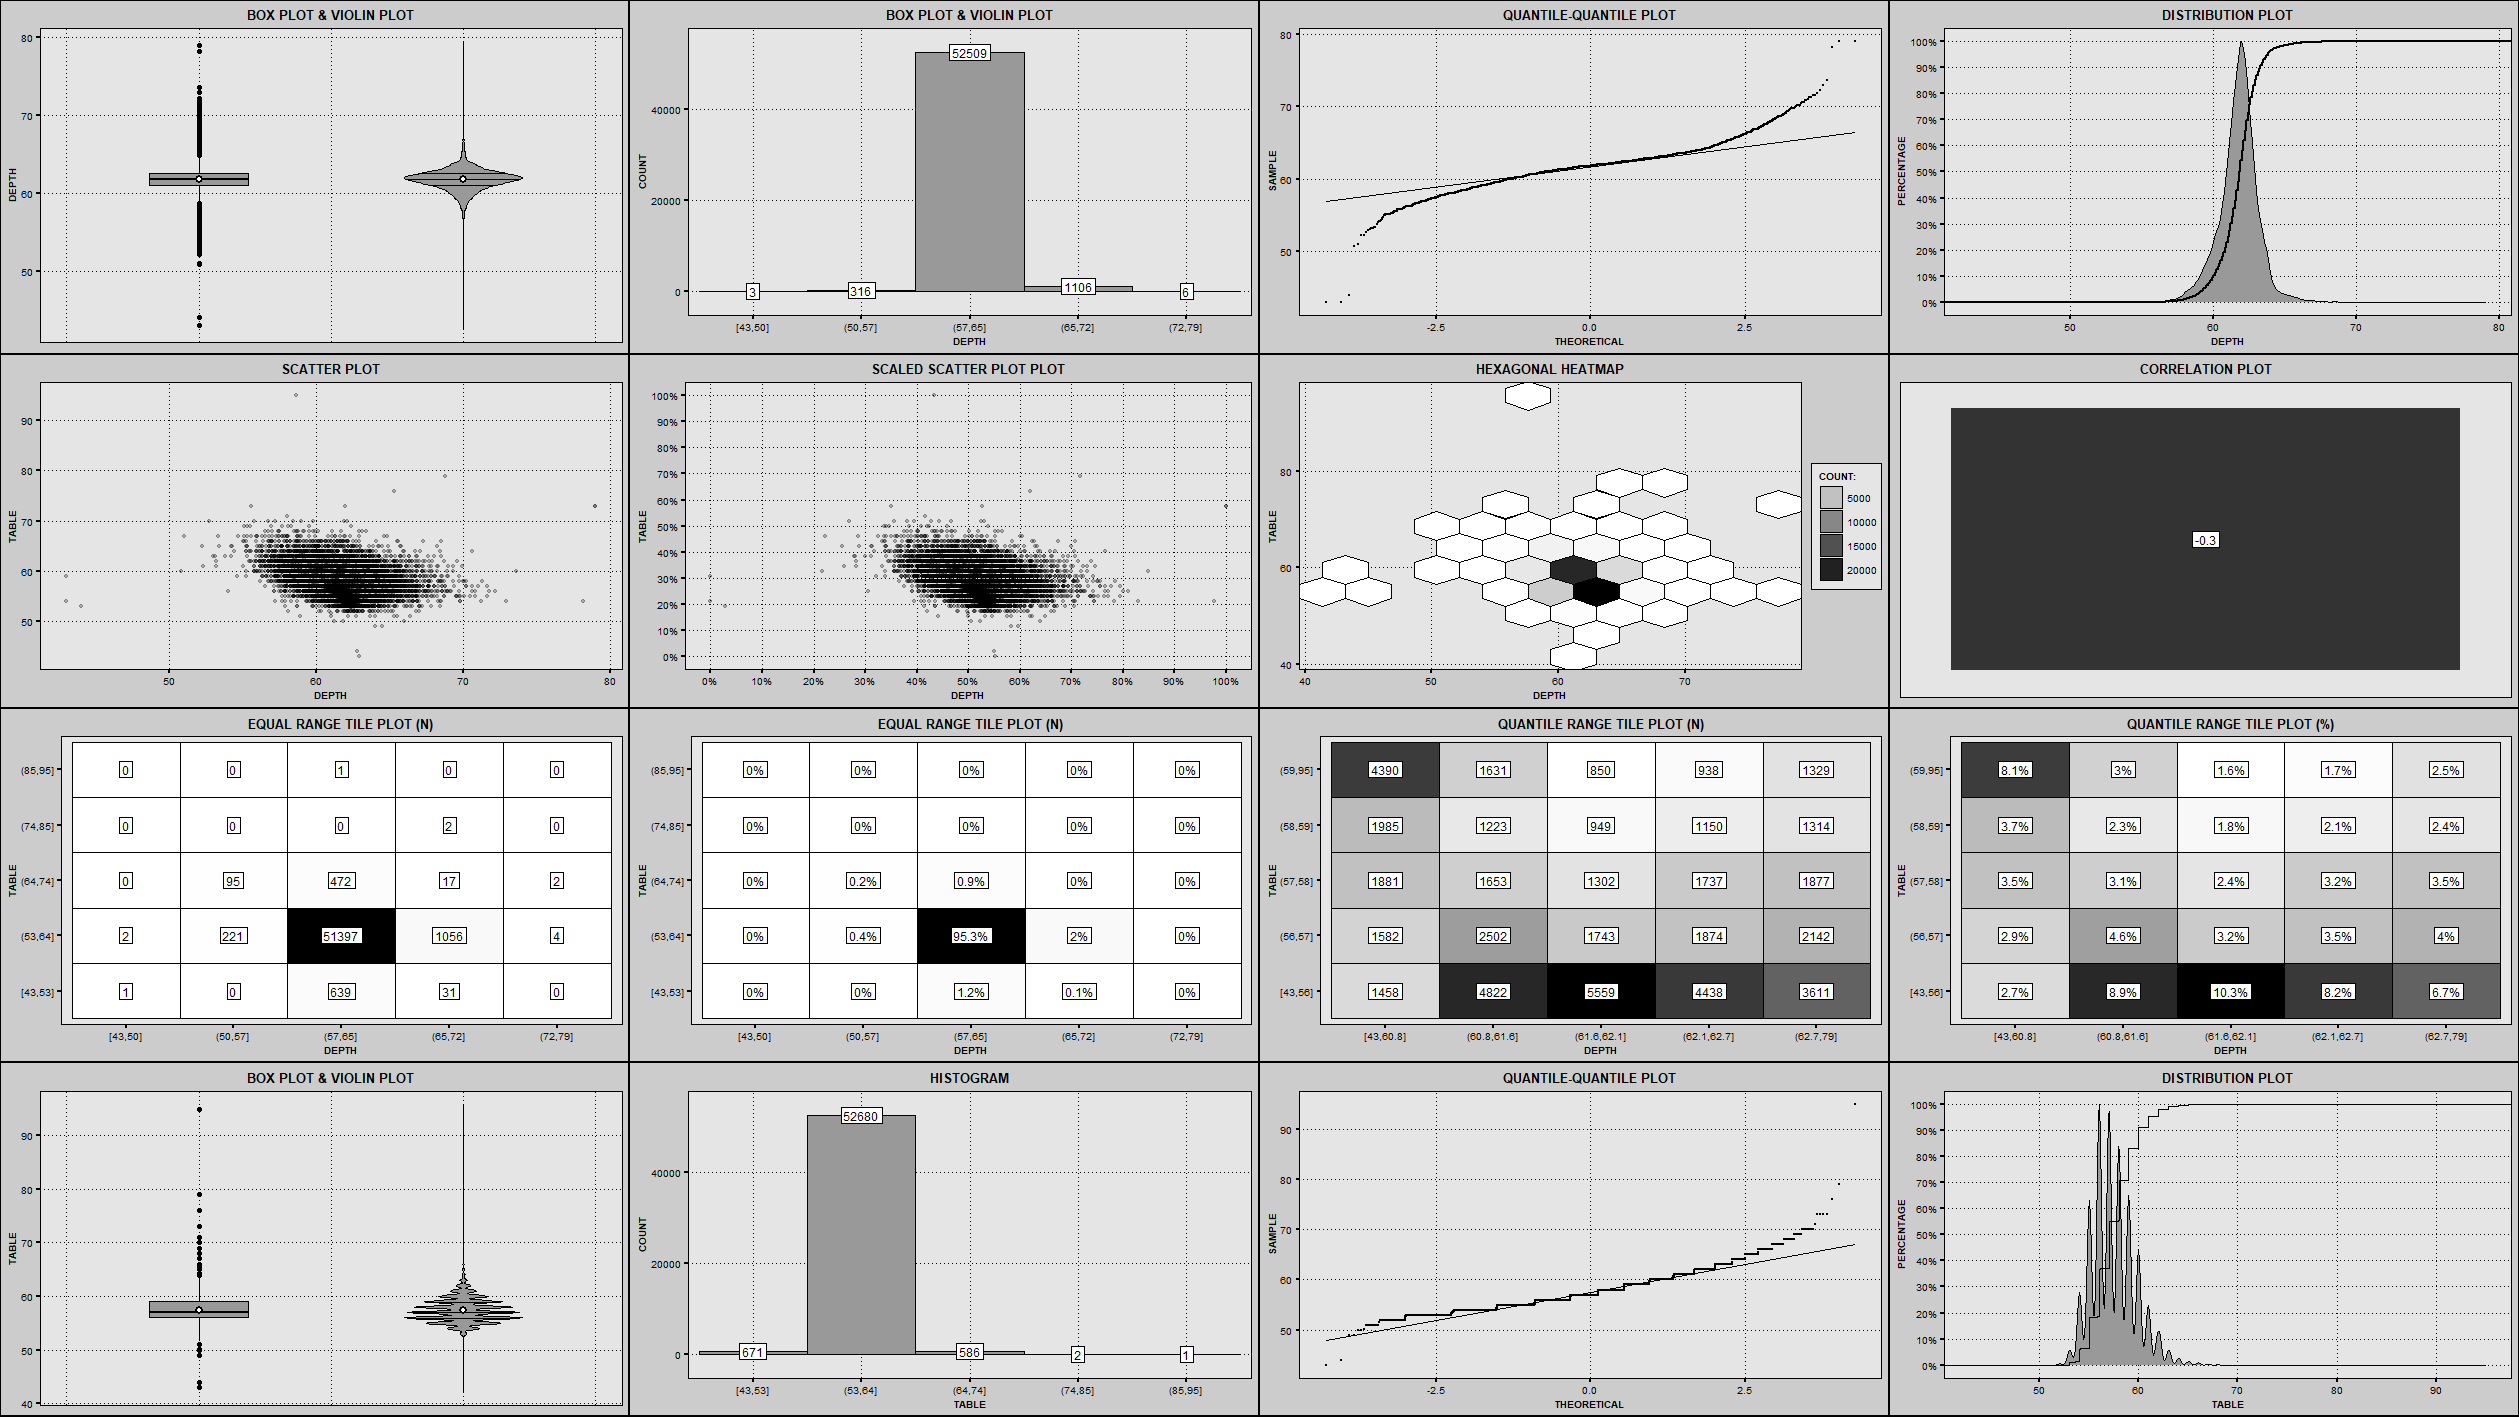 BOX PLOT & VIOLIN PLOT
80
70
60
50
DEPTH
BOX PLOT & VIOLIN PLOT
40000
20000
0
COUNT
52509
3
316
1106
6
[43,50] (50,57] (57,65] (65,72] (72,79]
DEPTH
QUANTILE-QUANTILE PLOT
80
70
60
50
SAMPLE
-2.5 0.0 2.5
THEORETICAL
DISTRIBUTION PLOT
100%
90%
80%
70%
60%
50%
40%
30%
20%
10%
0%
PERCENTAGE
50 60 70 80
DEPTH
SCATTER PLOT
90
80
70
60
50
TABLE
50 60 70 80
DEPTH
SCALED SCATTER PLOT PLOT
100%
90%
80%
70%
60%
50%
40%
30%
20%
10%
0%
TABLE
0% 10% 20% 30% 40% 50% 60% 70% 80% 90% 100%
DEPTH
HEXAGONAL HEATMAP
80
60
40
TABLE
40 50 60 70
DEPTH
COUNT:
5000
10000
15000
20000
CORRELATION PLOT
-0.3
EQUAL RANGE TILE PLOT (N)
TABLE
(85,95] 0 0 1 0 0
(74,85] 0 0 0 2 0
(64,74] 0 95 472 17 2
(53,64] 2 221 51397 1056 4
[43,53] 1 0 639 31 0
[43,50] (50,57] (57,65] (65,72] (72,79]
DEPTH
EQUAL RANGE TILE PLOT (N)
TABLE
(85,95] 0% 0% 0% 0% 0%
(74,85] 0% 0% 0% 0% 0%
(64,74] 0% 0.2% 0.9% 0% 0%
(53,64] 0% 0.4% 95.3% 2% 0%
[43,53] 0% 0% 1.2% 0.1% 0%
[43,50] (50,57] (57,65] (65,72] (72,79]
DEPTH
QUANTILE RANGE TILE PLOT (N)
TABLE
(59,95] 4390 1631 850 938 1329
(58,59] 1985 1223 949 1150 1314
(57,58] 1881 1653 1302 1737 1877
(56,57] 1582 2502 1743 1874 2142
[43,56] 1458 4822 5559 4438 3611
[43,60.8] (60.8,61.6] (61.6,62.1] (62.1,62.7] (62.7,79]
DEPTH
QUANTILE RANGE TILE PLOT (%)
TABLE
(59,95] 8.1% 3% 1.6% 1.7% 2.5%
(58,59] 3.7% 2.3% 1.8% 2.1% 2.4%
(57,58] 3.5% 3.1% 2.4% 3.2% 3.5%
(56,57] 2.9% 4.6% 3.2% 3.5% 4%
[43,56] 2.7% 8.9% 10.3% 8.2% 6.7%
[43,60.8] (60.8,61.6] (61.6,62.1] (62.1,62.7] (62.7,79]
DEPTH
BOX PLOT & VIOLIN PLOT
90
80
70
60
50
40
TABLE
HISTOGRAM
40000
20000
0
COUNT
52680
671
586
2
1
[43,53] (53,64] (64,74] (74,85] (85,95]
TABLE
QUANTILE-QUANTILE PLOT
90
80
70
60
50
SAMPLE
-2.5 0.0 2.5
THEORETICAL
DISTRIBUTION PLOT
100%
90%
80%
70%
60%
50%
40%
30%
20%
10%
0%
PERCENTAGE
50 60 70 80 90
TABLE